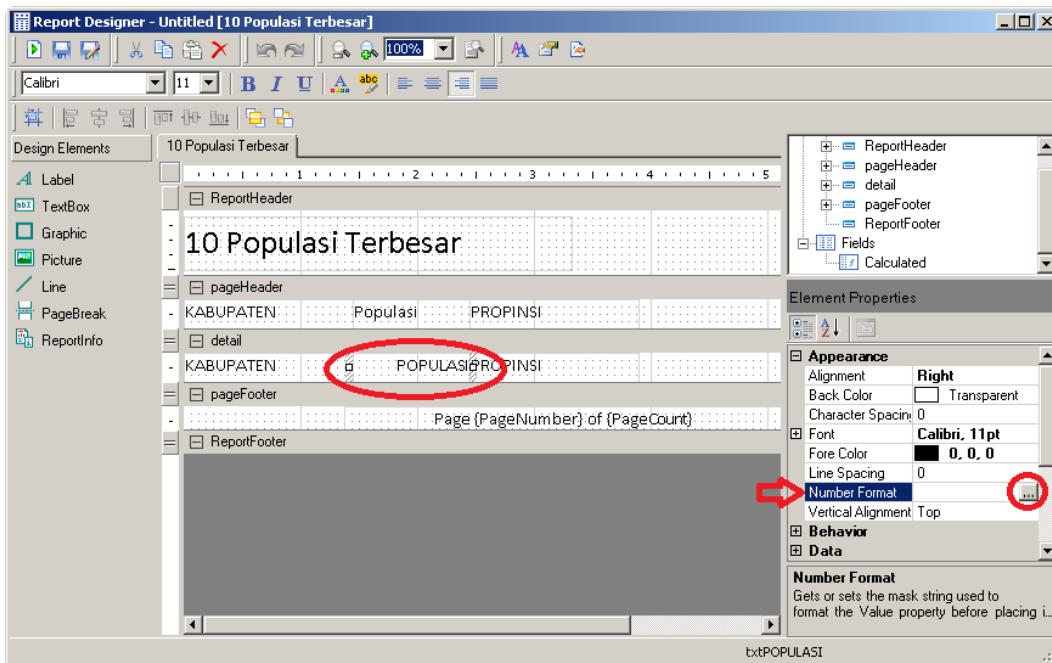 Report Designer - Untitled [10 Populasi Terbesar]
100%
Calibri
11
B I U A abc
Design Elements
10 Populasi Terbesar
Label
TextBox
Graphic
Picture
Line
PageBreak
ReportInfo
1 2 3 4 5
ReportHeader
10 Populasi Terbesar
pageHeader
KABUPATEN Populasi PROPINSI
detail
KABUPATEN POPULASI PROPINSI
pageFooter
Page {PageNumber} of {PageCount}
ReportFooter
ReportHeader
pageHeader
detail
pageFooter
ReportFooter
Fields
Calculated
Element Properties
Appearance
Alignment Right
Back Color Transparent
Character Spacin 0
Font Calibri, 11pt
Fore Color 0, 0, 0
Line Spacing 0
Number Format ...
Vertical Alignment Top
Behavior
Data
Number Format
Gets or sets the mask string used to
format the Value property before placing i...
txtPOPULASI